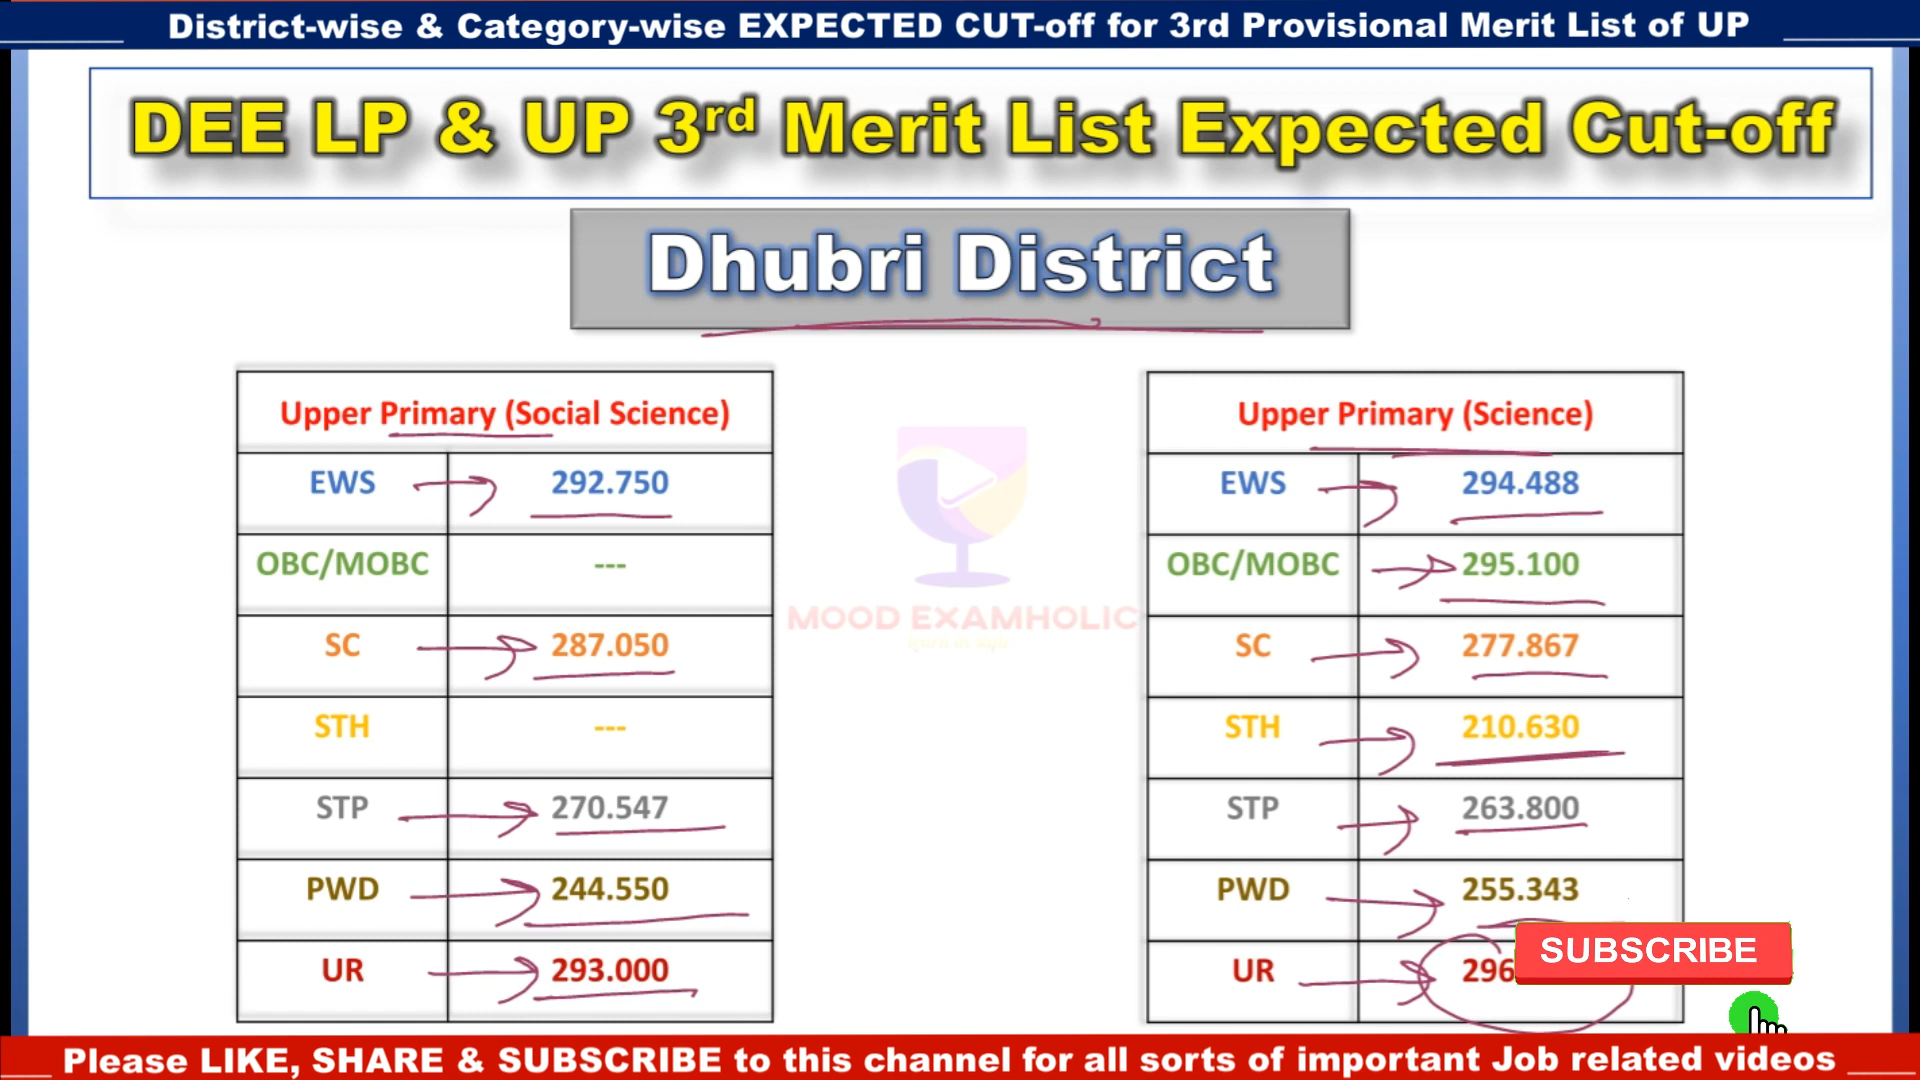 District-wise & Category-wise EXPECTED CUT-off for 3rd Provisional Merit List of UP
DEE LP & UP 3rd Merit List Expected Cut-off
Dhubri District
Upper Primary (Social Science)
EWS 292.750
OBC/MOBC ---
SC 287.050
STH ---
STP 270.547
PWD 244.550
UR 293.000
MOOD EXAMHOLIC
Upper Primary (Science)
EWS 294.488
OBC/MOBC 295.100
SC 277.867
STH 210.630
STP 263.800
PWD 255.343
UR 296
SUBSCRIBE
Please LIKE, SHARE & SUBSCRIBE to this channel for all sorts of important Job related videos